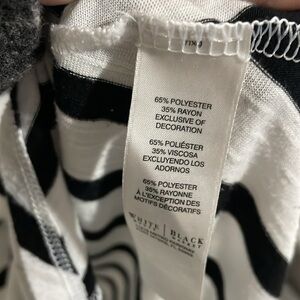 65% POLYESTER
35% RAYON
EXCLUSIVE OF
DECORATION
65% POLIÉSTER
35% VISCOSA
EXCLUYENDO LOS
ADORNOS
65% POLYESTER
35% RAYONNE
À L'EXCEPTION DES
MOTIFS DÉCORATIFS
WHITE | BLACK
MARKET